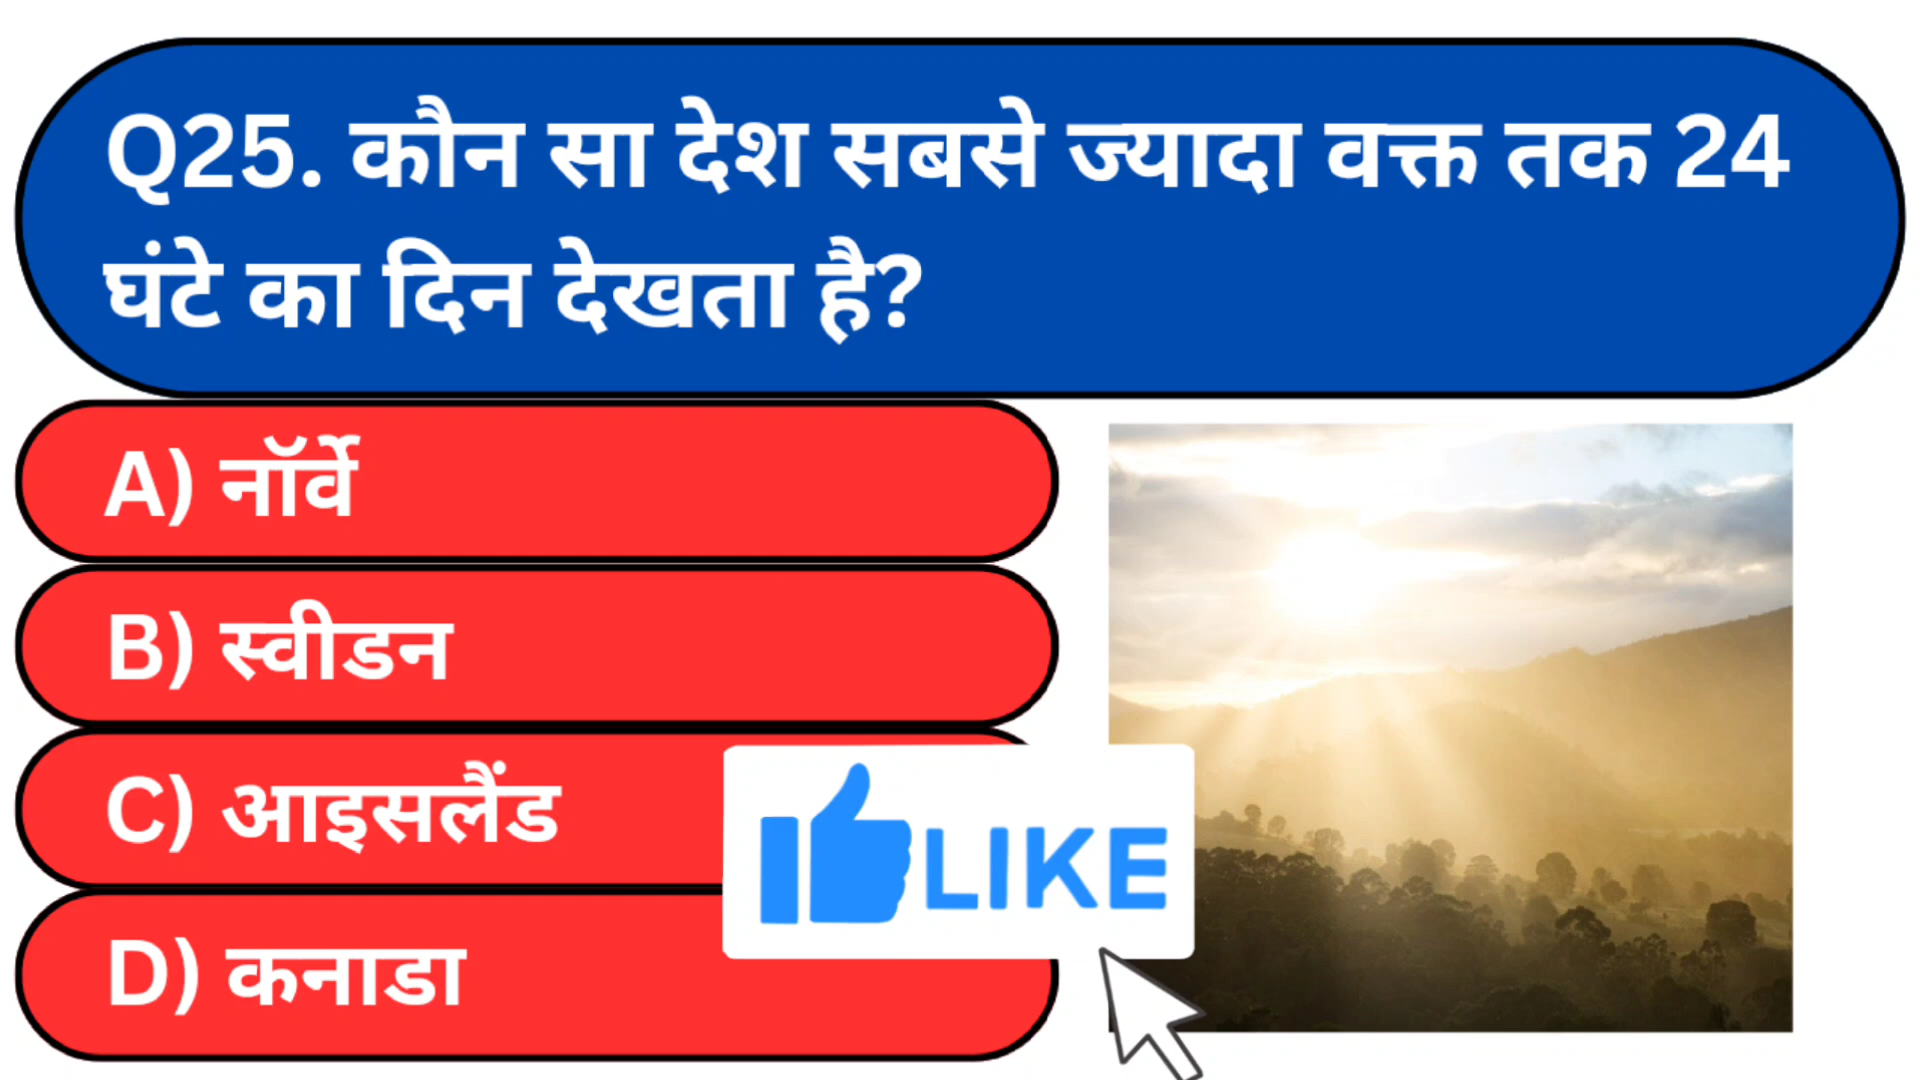 Q25. कौन सा देश सबसे ज्यादा वक्त तक 24
घंटे का दिन देखता है?
A) नॉर्वे
B) स्वीडन
C) आइसलैंड
D) कनाडा
LIKE